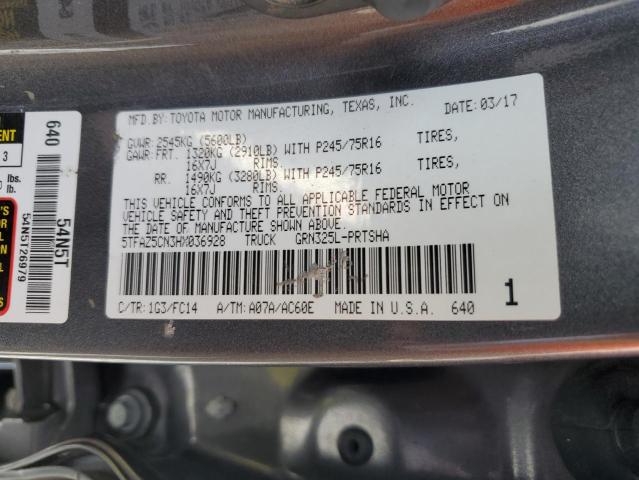 MFD.BY: TOYOTA MOTOR MANUFACTURING, TEXAS, INC. DATE: 03/17
GVWR: 2545KG (5600LB)
GAWR: FRT. 1320KG (2910LB) WITH P245/75R16 TIRES,
16X7J RIMS.
RR. 1490KG (3280LB) WITH P245/75R16 TIRES,
16X7J RIMS.
THIS VEHICLE CONFORMS TO ALL APPLICABLE FEDERAL MOTOR
VEHICLE SAFETY AND THEFT PREVENTION STANDARDS IN EFFECT ON
THE DATE OF MANUFACTURE SHOWN ABOVE.
5TFAZ5CN3HX036928 TRUCK GRN325L-PRTSHA
C/TR: 1G3/FC14 A/TM: A07A/AC60E MADE IN U.S.A. 640
1
640
54N5T
54N5T26979
3
lbs.
lb.